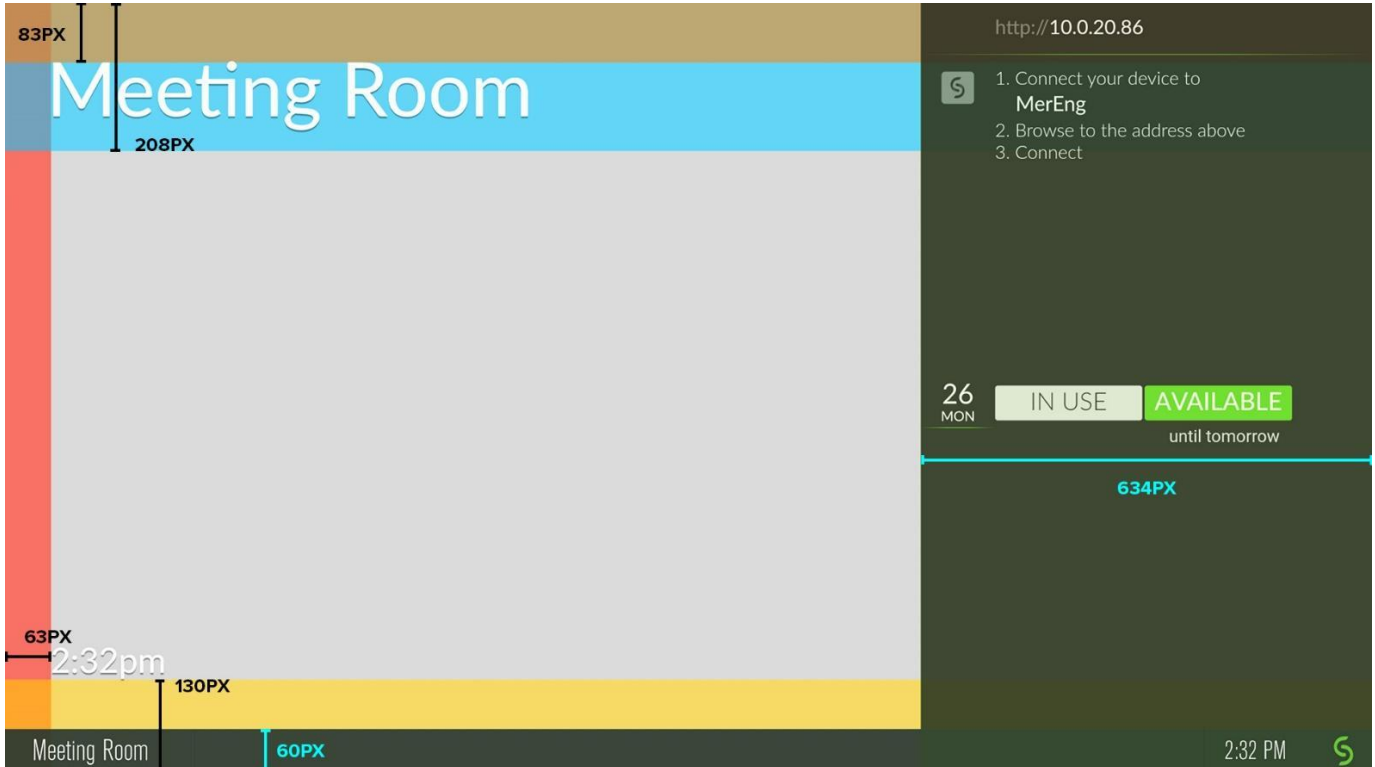 83PX
Meeting Room
208PX
http://10.0.20.86
1. Connect your device to
MerEng
2. Browse to the address above
3. Connect
26
MON
IN USE
AVAILABLE
until tomorrow
634PX
63PX
2:32pm
130PX
Meeting Room
60PX
2:32 PM